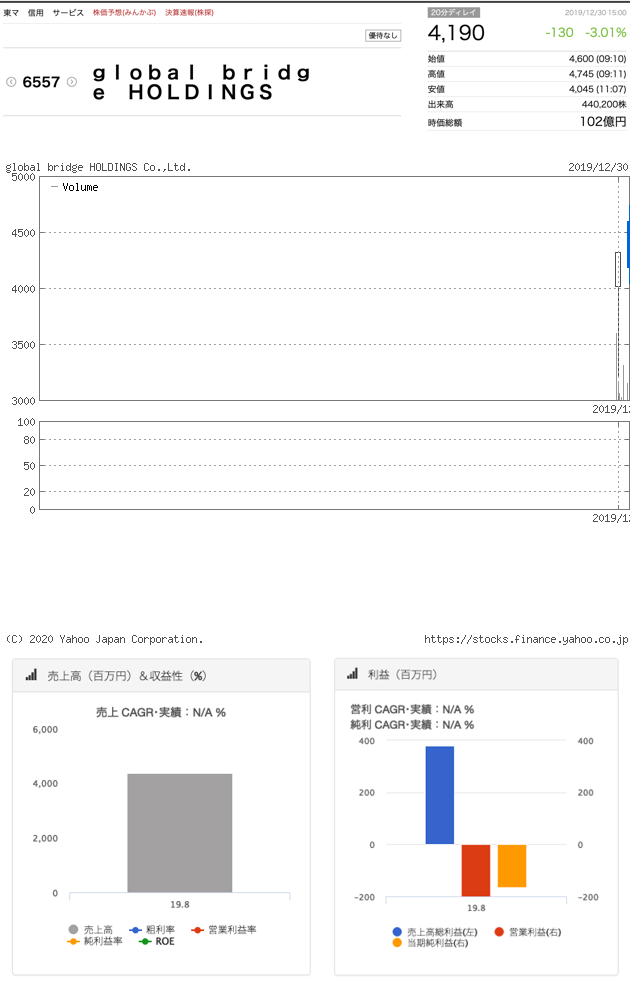 東マ 信用 サービス 株価予想(みんかぶ) 決算速報(株探)
優待なし
6557
ｇｌｏｂａｌ ｂｒｉｄｇ
ｅ ＨＯＬＤＩＮＧＳ
20分ディレイ 2019/12/30 15:00
4,190 -130 -3.01%
始値 4,600 (09:10)
高値 4,745 (09:11)
安値 4,045 (11:07)
出来高 440,200株
時価総額 102億円
global bridge HOLDINGS Co.,Ltd. 2019/12/30
5000
— Volume
4500
4000
3500
3000
2019/12
100
80
50
20
0
2019/12
(C) 2020 Yahoo Japan Corporation. https://stocks.finance.yahoo.co.jp
売上高（百万円）＆収益性（%）
売上 CAGR･実績：N/A %
6,000
4,000
2,000
0
19.8
売上高 粗利率 営業利益率
純利益率 ROE
利益（百万円）
営利 CAGR･実績：N/A %
純利 CAGR･実績：N/A %
400 400
200 200
0 0
-200 -200
19.8
売上高総利益(左) 営業利益(右)
当期純利益(右)